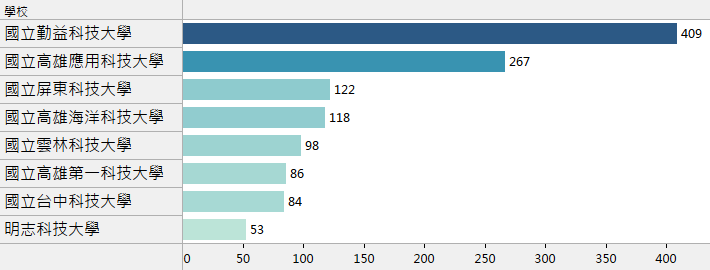 學校
國立勤益科技大學 409
國立高雄應用科技大學 267
國立屏東科技大學 122
國立高雄海洋科技大學 118
國立雲林科技大學 98
國立高雄第一科技大學 86
國立台中科技大學 84
明志科技大學 53
0 50 100 150 200 250 300 350 400